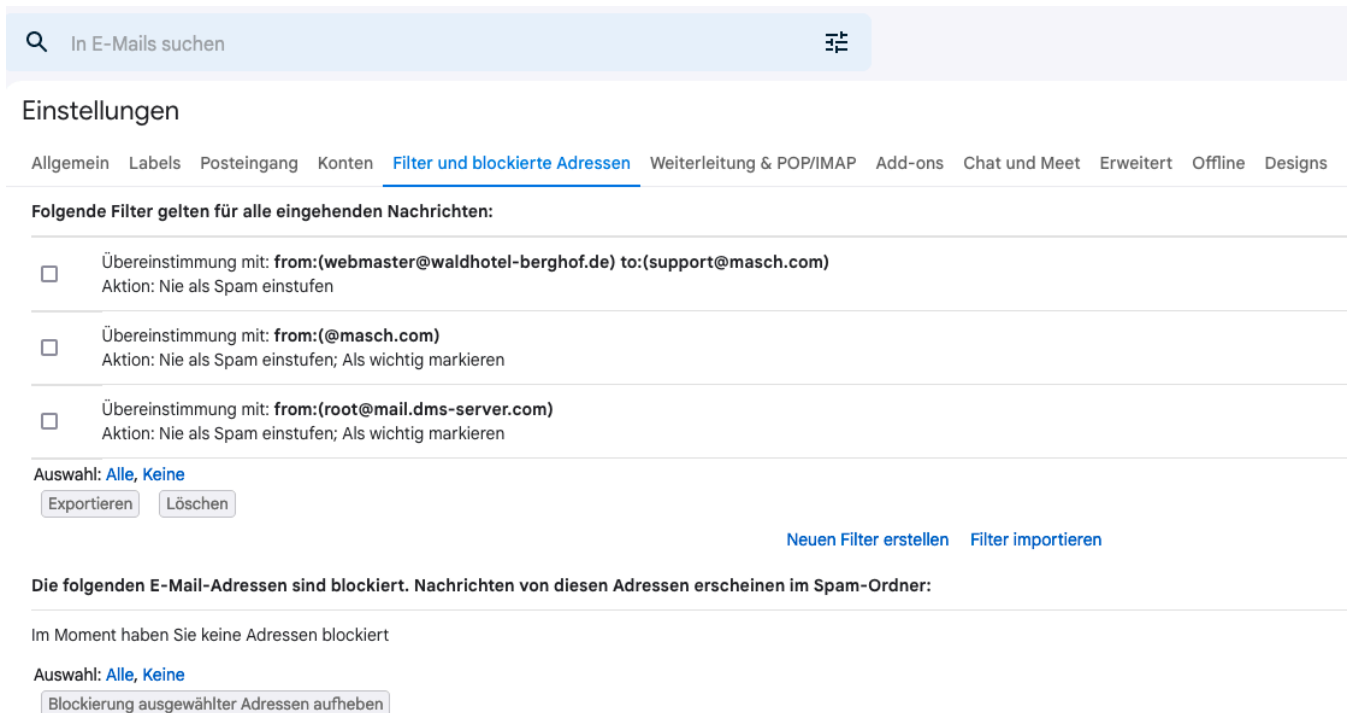 In E-Mails suchen
Einstellungen
Allgemein Labels Posteingang Konten Filter und blockierte Adressen Weiterleitung & POP/IMAP Add-ons Chat und Meet Erweitert Offline Designs
Folgende Filter gelten für alle eingehenden Nachrichten:
Übereinstimmung mit: from:(webmaster@waldhotel-berghof.de) to:(support@masch.com)
Aktion: Nie als Spam einstufen
Übereinstimmung mit: from:(@masch.com)
Aktion: Nie als Spam einstufen; Als wichtig markieren
Übereinstimmung mit: from:(root@mail.dms-server.com)
Aktion: Nie als Spam einstufen; Als wichtig markieren
Auswahl: Alle, Keine
Exportieren Löschen
Neuen Filter erstellen Filter importieren
Die folgenden E-Mail-Adressen sind blockiert. Nachrichten von diesen Adressen erscheinen im Spam-Ordner:
Im Moment haben Sie keine Adressen blockiert
Auswahl: Alle, Keine
Blockierung ausgewählter Adressen aufheben